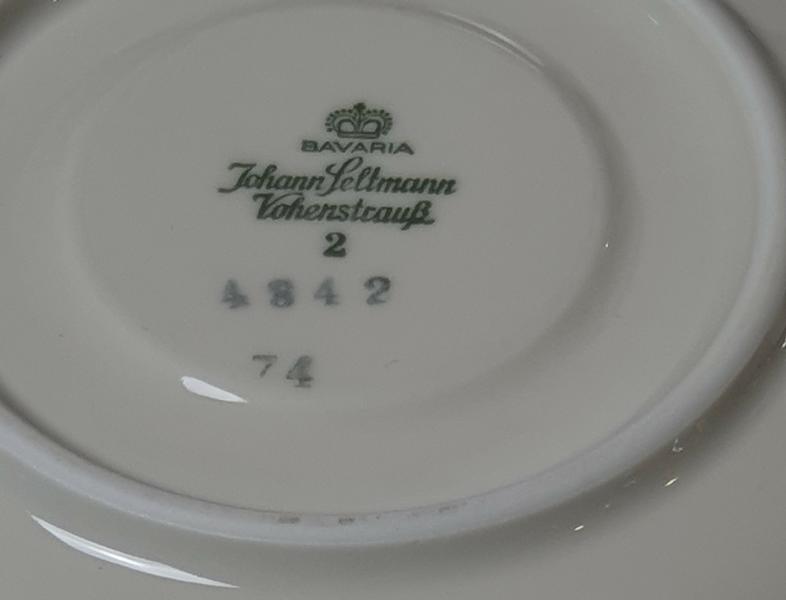 BAVARIA
Johann Seltmann
Vohenstrauß
2
4842
74